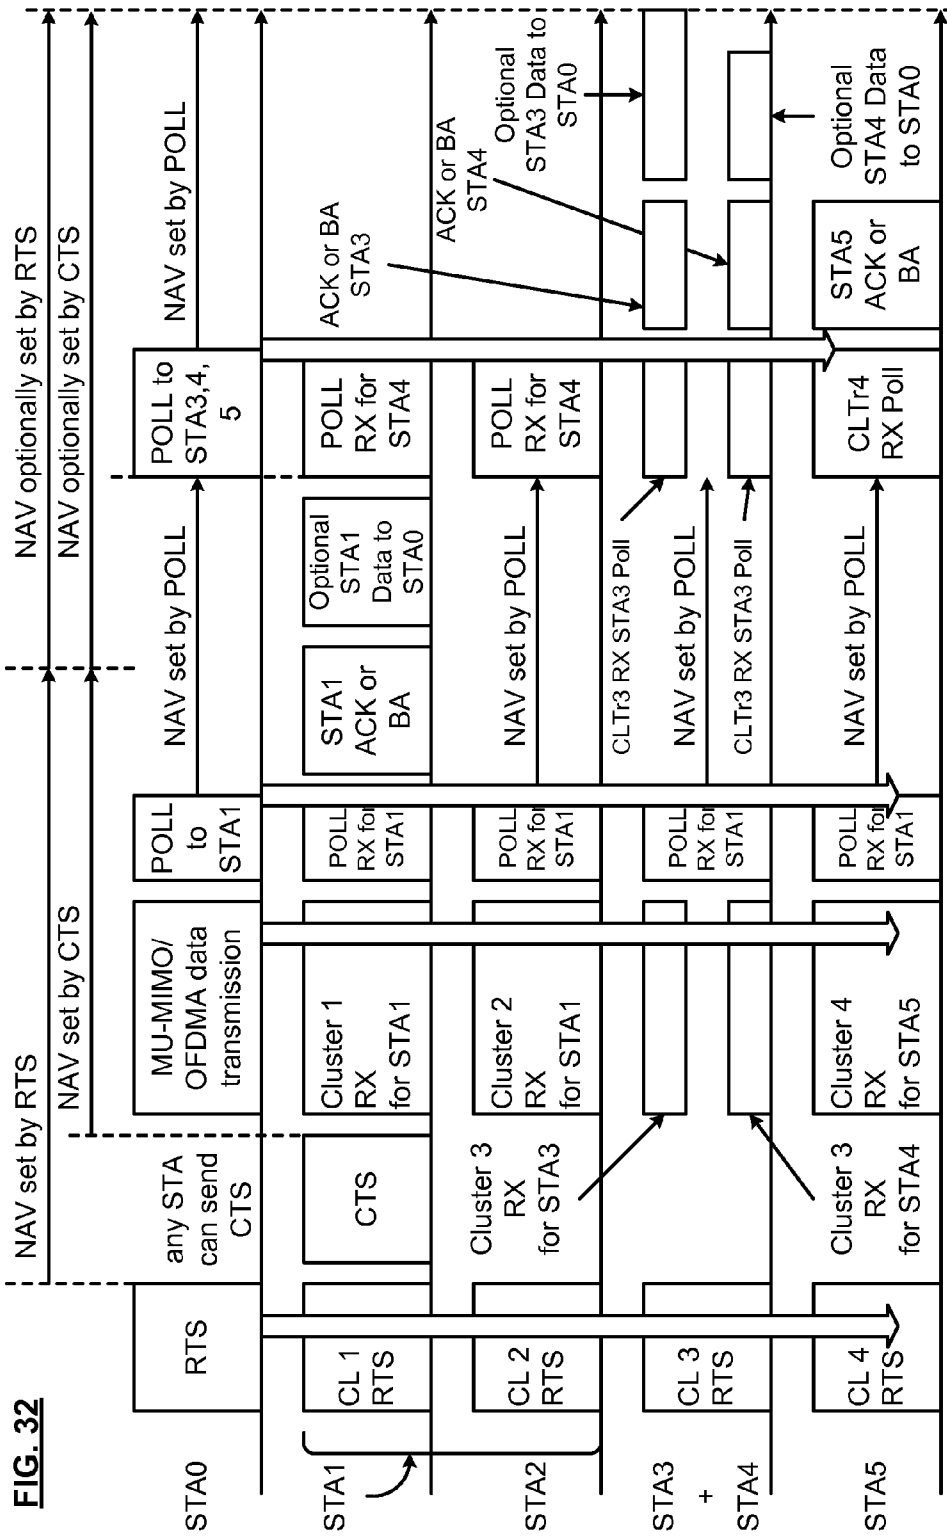 FIG. 32
NAV set by RTS
NAV optionally set by RTS
NAV set by CTS
NAV optionally set by CTS
STA0
RTS
any STA
can send
CTS
MU-MIMO/
OFDMA data
transmission
POLL
to
STA1
NAV set by POLL
POLL to
STA3,4,
5
NAV set by POLL
STA1
CL 1
RTS
CTS
Cluster 1
RX
for STA1
POLL
RX for
STA1
STA1
ACK or
BA
Optional
STA1
Data to
STA0
POLL
RX for
STA4
ACK or BA
STA3
STA2
CL 2
RTS
Cluster 3
RX
for STA3
Cluster 2
RX
for STA1
POLL
RX for
STA1
NAV set by POLL
POLL
RX for
STA4
ACK or BA
STA4
Optional
STA3 Data to
STA0
STA3
+
STA4
CL 3
RTS
POLL
RX for
STA1
CLTr3 RX STA3 Poll
NAV set by POLL
CLTr3 RX STA3 Poll
STA5
CL 4
RTS
Cluster 3
RX
for STA4
Cluster 4
RX
for STA5
POLL
RX for
STA1
NAV set by POLL
CLTr4
RX Poll
STA5
ACK or
BA
Optional
STA4 Data
to STA0